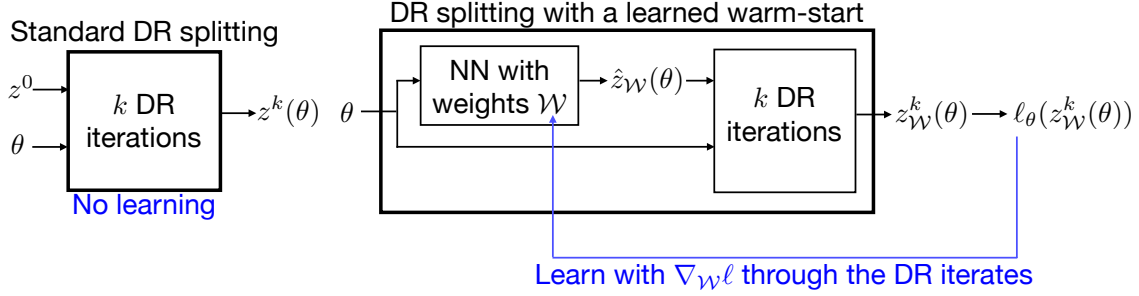 Standard DR splitting
z^0
θ
k DR
iterations
z^k(θ)
No learning
DR splitting with a learned warm-start
θ
NN with
weights 𝒲
ẑ_𝒲(θ)
k DR
iterations
z^k_𝒲(θ)
ℓ_θ(z^k_𝒲(θ))
Learn with ∇_𝒲ℓ through the DR iterates